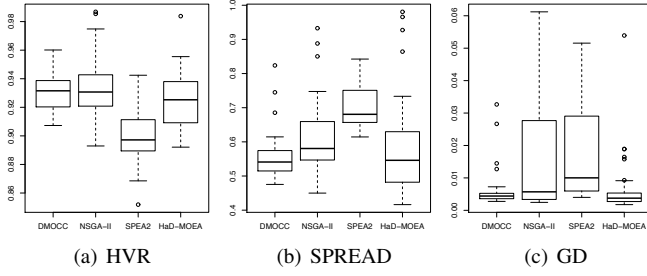 0.86 0.88 0.90 0.92 0.94 0.96 0.98
DMOCC NSGA-II SPEA2 HaD-MOEA
(a) HVR
0.4 0.5 0.6 0.7 0.8 0.9 1.0
DMOCC NSGA-II SPEA2 HaD-MOEA
(b) SPREAD
0.00 0.01 0.02 0.03 0.04 0.05 0.06
DMOCC NSGA-II SPEA2 HaD-MOEA
(c) GD